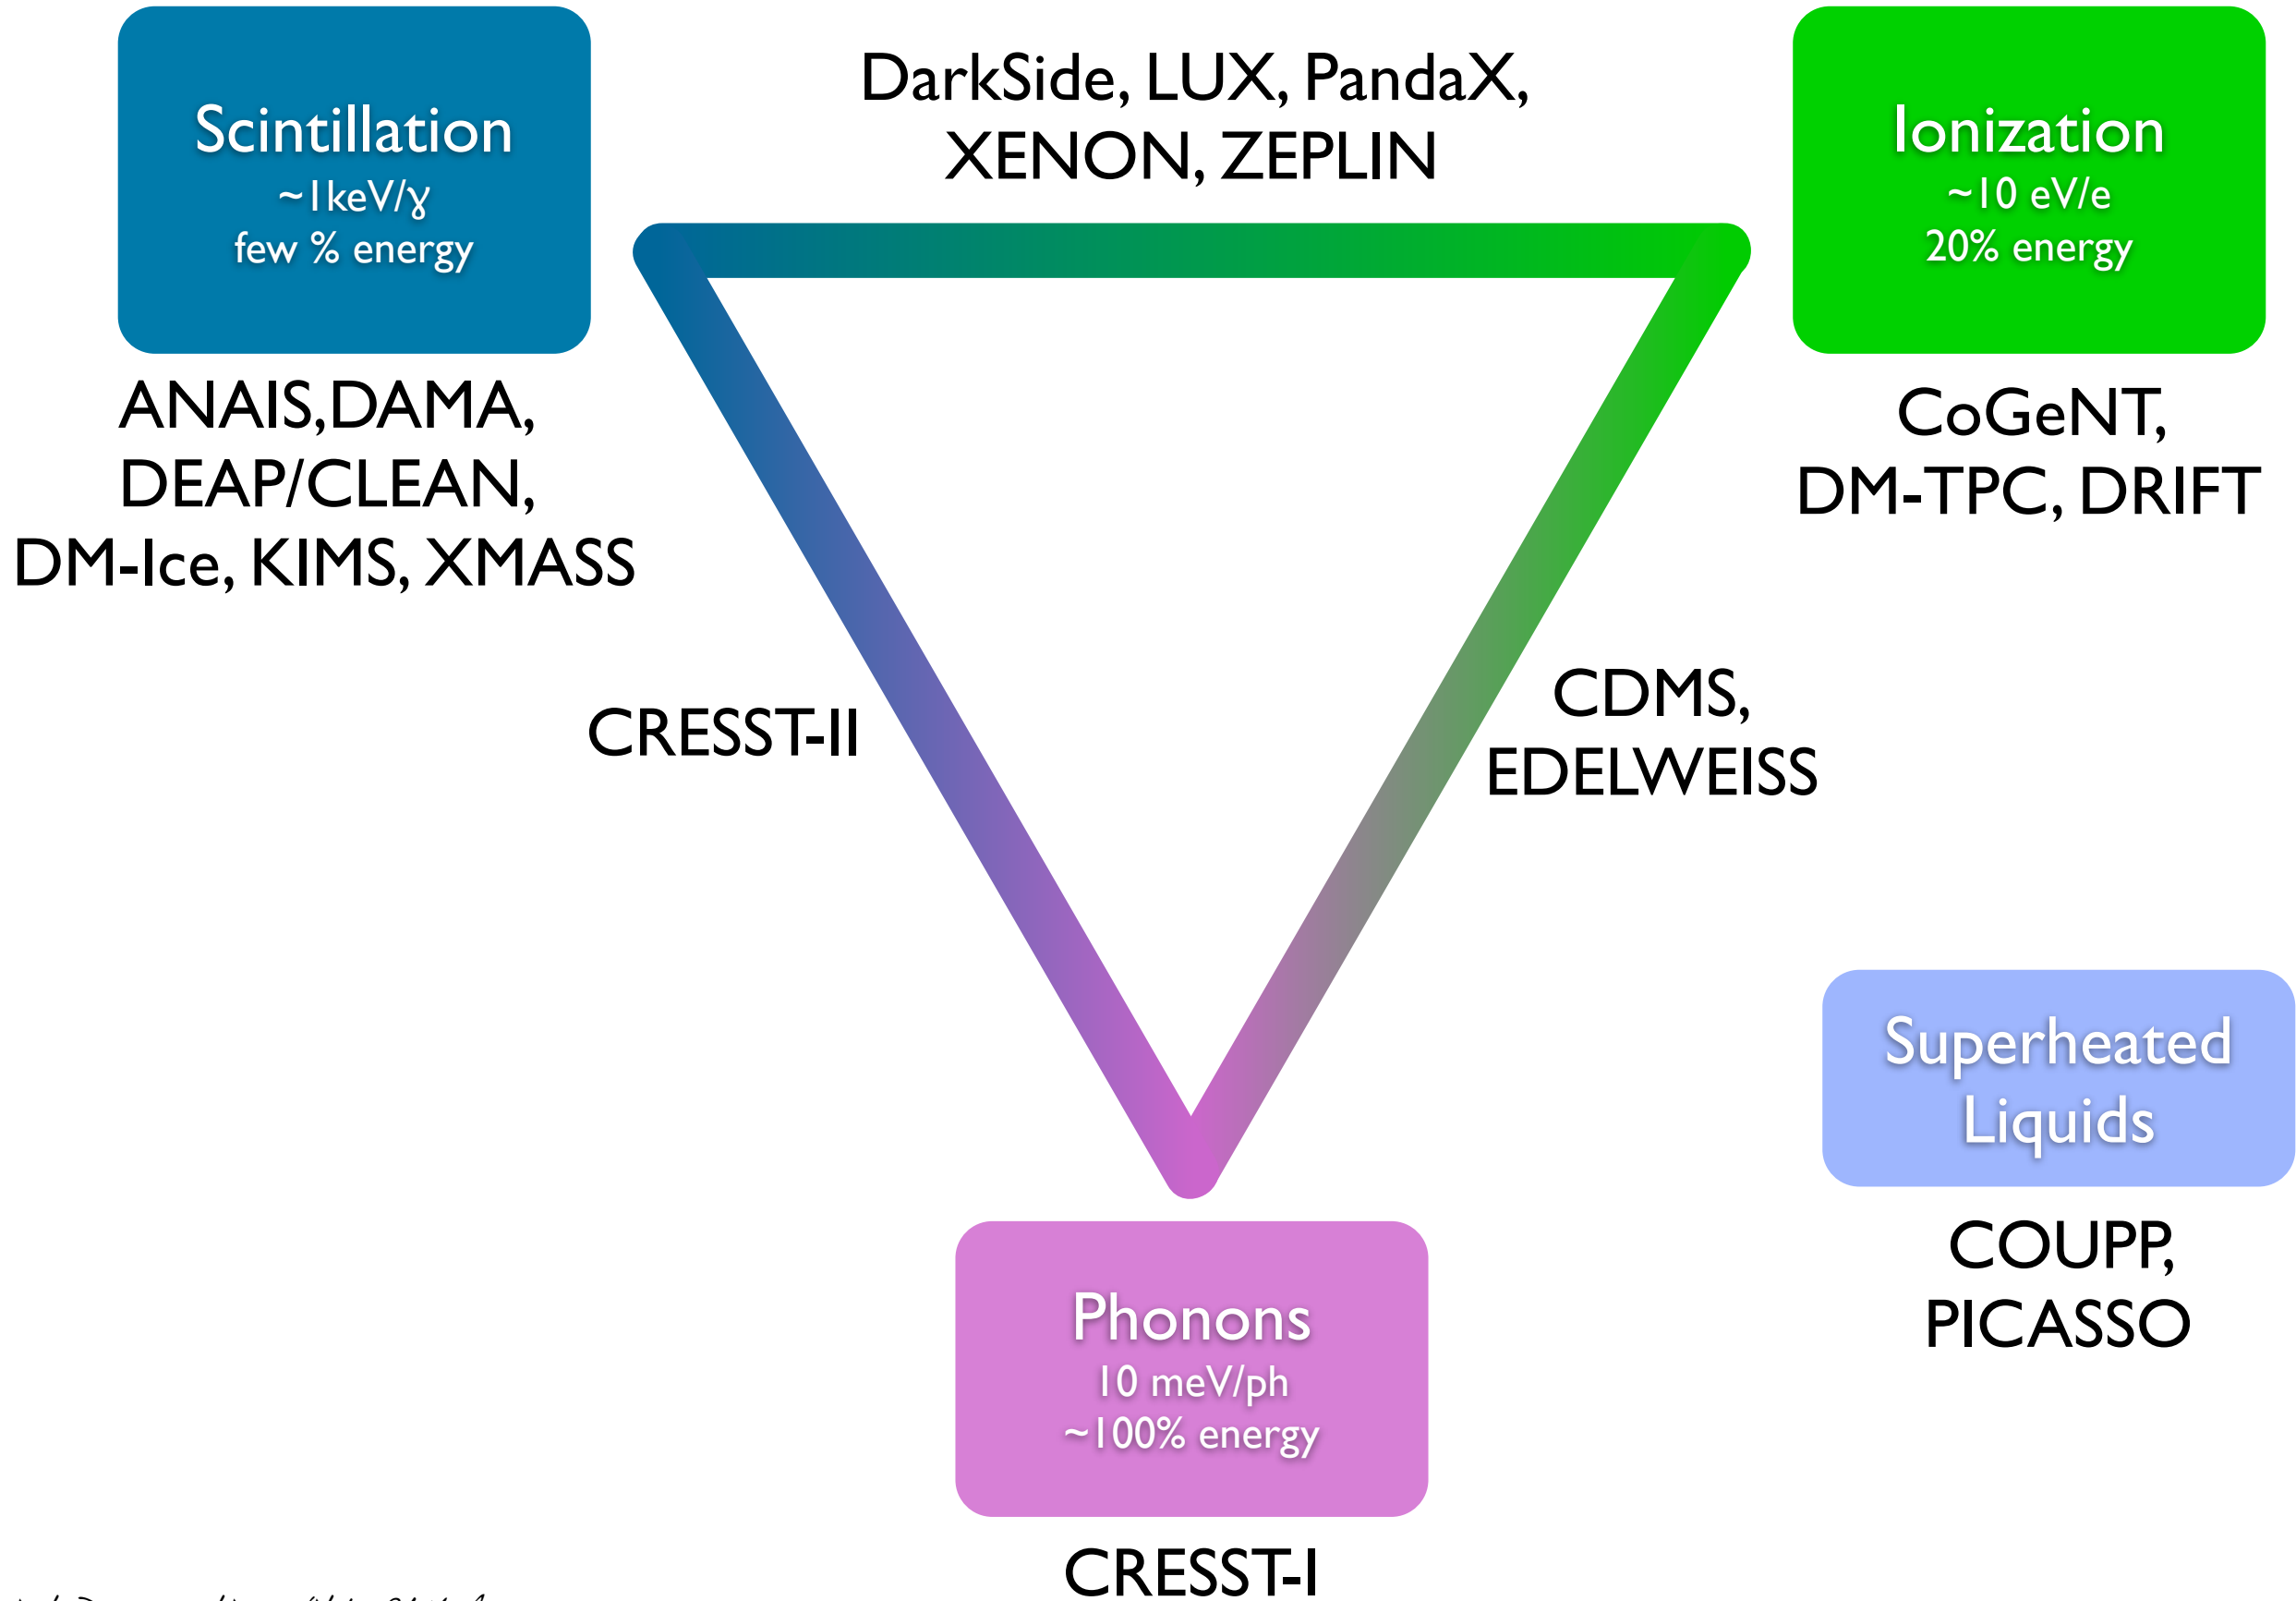 DarkSide, LUX, PandaX,
XENON, ZEPLIN
Scintillation
~1keV/γ
few % energy
Ionization
~10 eV/e
20% energy
ANAIS,DAMA,
DEAP/CLEAN,
DM-Ice, KIMS, XMASS
CoGeNT,
DM-TPC, DRIFT
CRESST-II
CDMS,
EDELWEISS
Superheated
Liquids
COUPP,
PICASSO
Phonons
10 meV/ph
~100% energy
CRESST-I